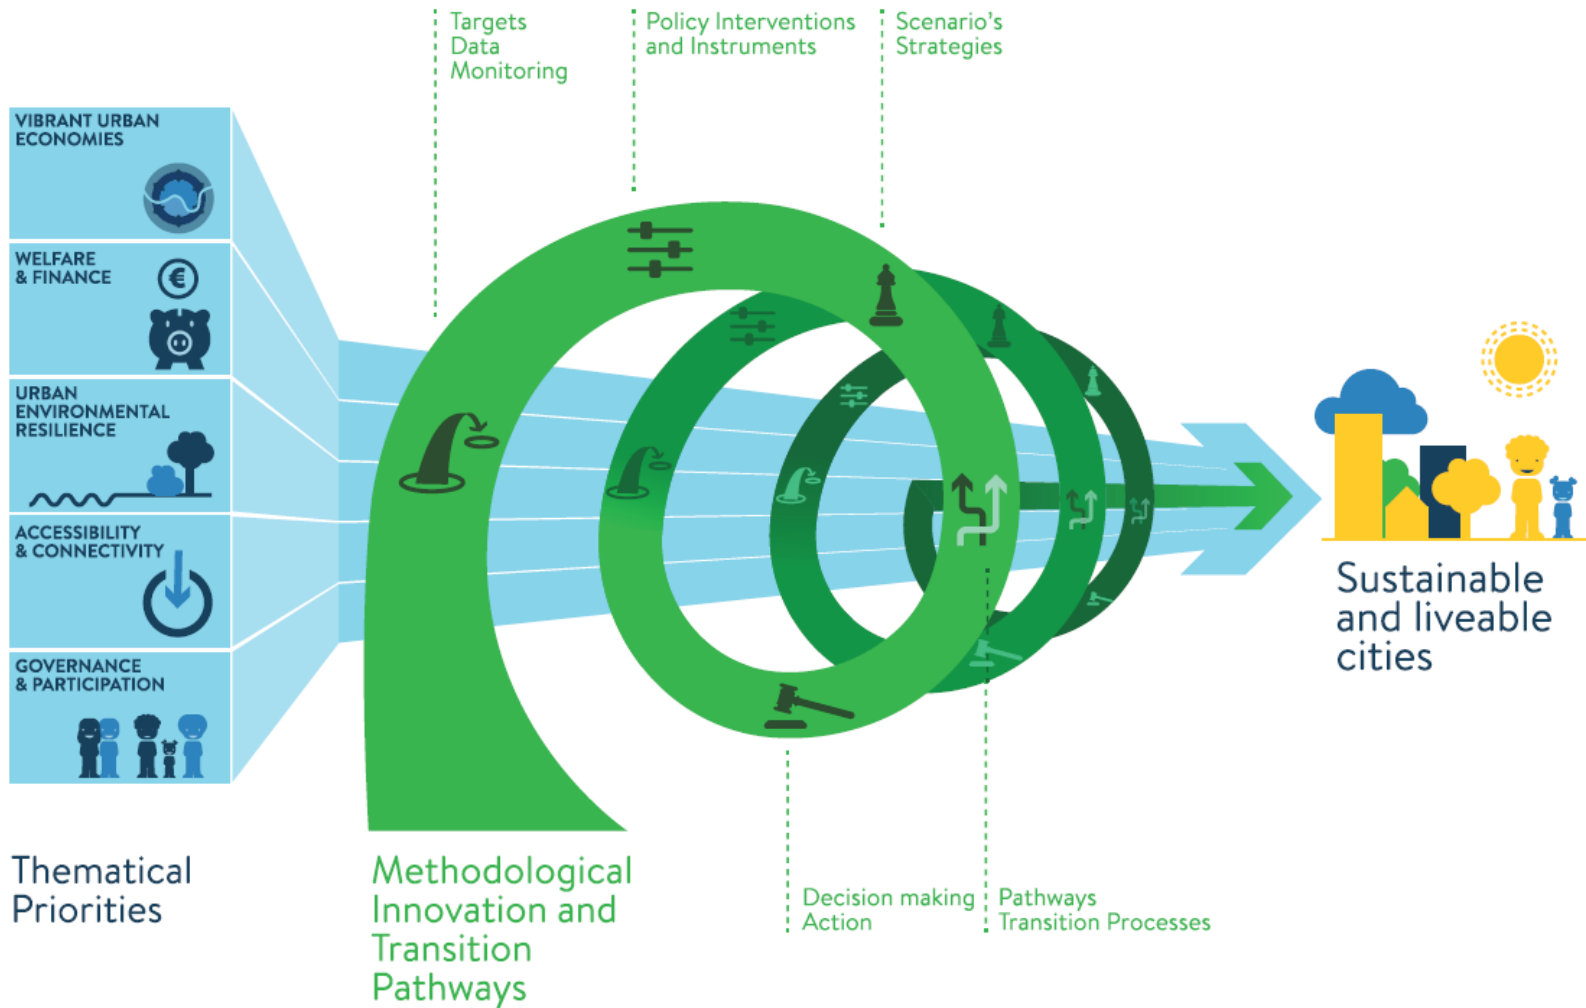 Targets
Data
Monitoring
Policy Interventions
and Instruments
Scenario's
Strategies
VIBRANT URBAN
ECONOMIES
WELFARE
& FINANCE
€
URBAN
ENVIRONMENTAL
RESILIENCE
ACCESSIBILITY
& CONNECTIVITY
GOVERNANCE
& PARTICIPATION
Sustainable
and liveable
cities
Thematical
Priorities
Methodological
Innovation and
Transition
Pathways
Decision making
Action
Pathways
Transition Processes